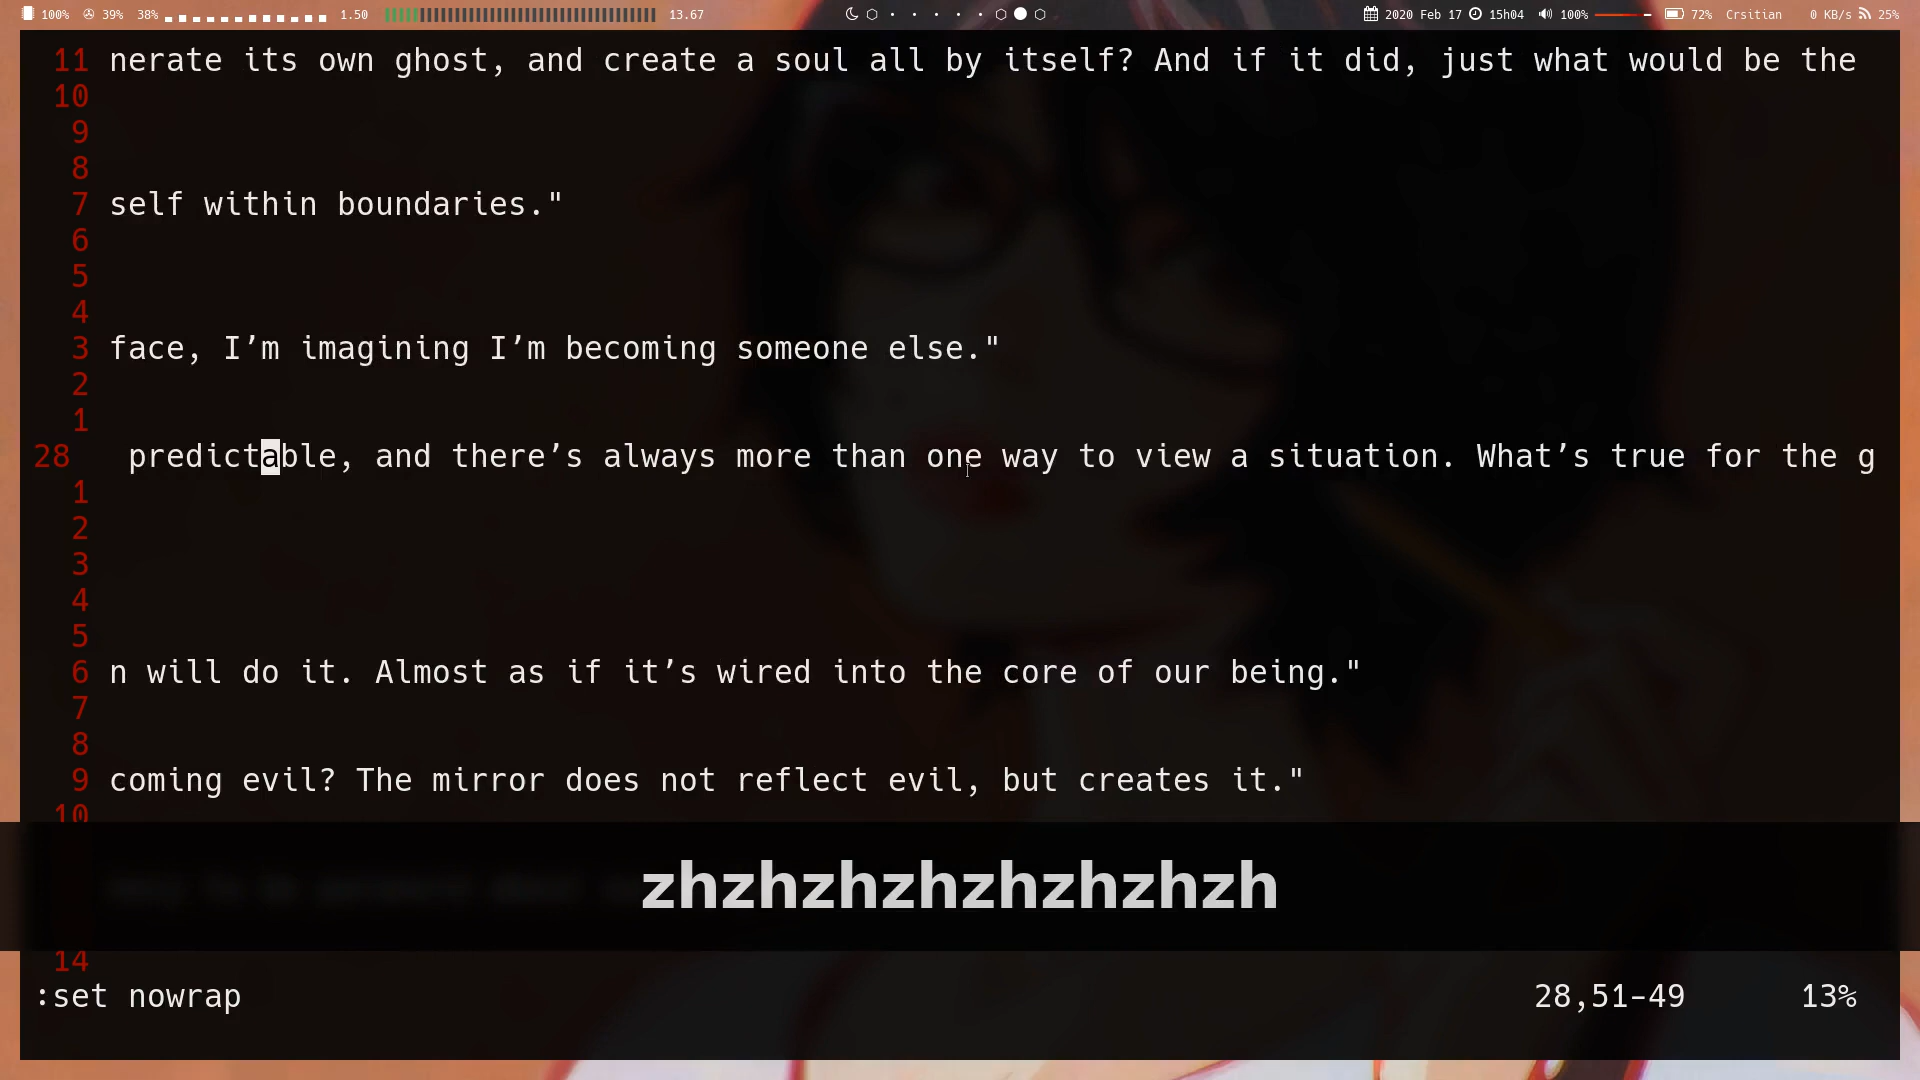 100% 39% 38% 1.50 13.67 2020 Feb 17 15h04 100% 72% Crsitian 0 KB/s 25%
11 nerate its own ghost, and create a soul all by itself? And if it did, just what would be the
10
9
8
7 self within boundaries."
6
5
4
3 face, I’m imagining I’m becoming someone else."
2
1
28 predictable, and there’s always more than one way to view a situation. What’s true for the g
1
2
3
4
5
6 n will do it. Almost as if it’s wired into the core of our being."
7
8
9 coming evil? The mirror does not reflect evil, but creates it."
10
zhzhzhzhzhzhzhzh
14
:set nowrap 28,51-49 13%